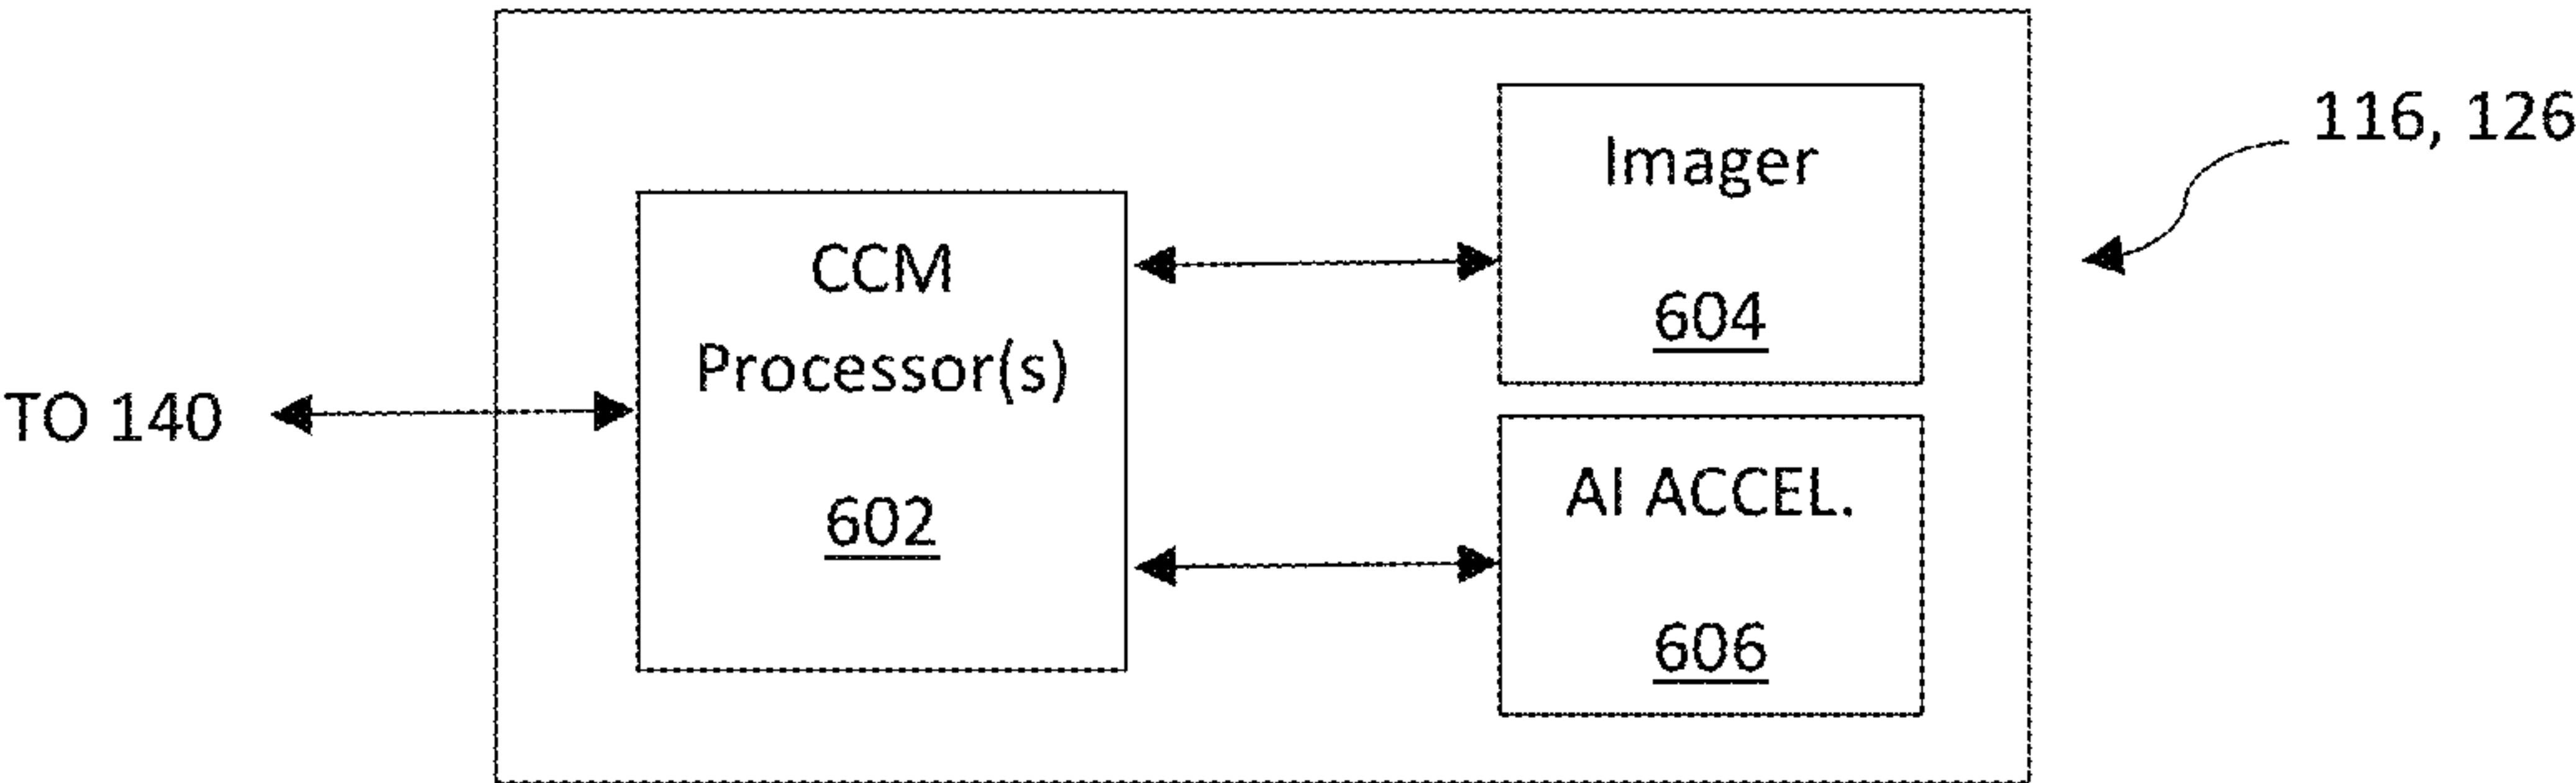 116, 126
Imager
604
CCM
Processor(s)
602
TO 140
AI ACCEL.
606